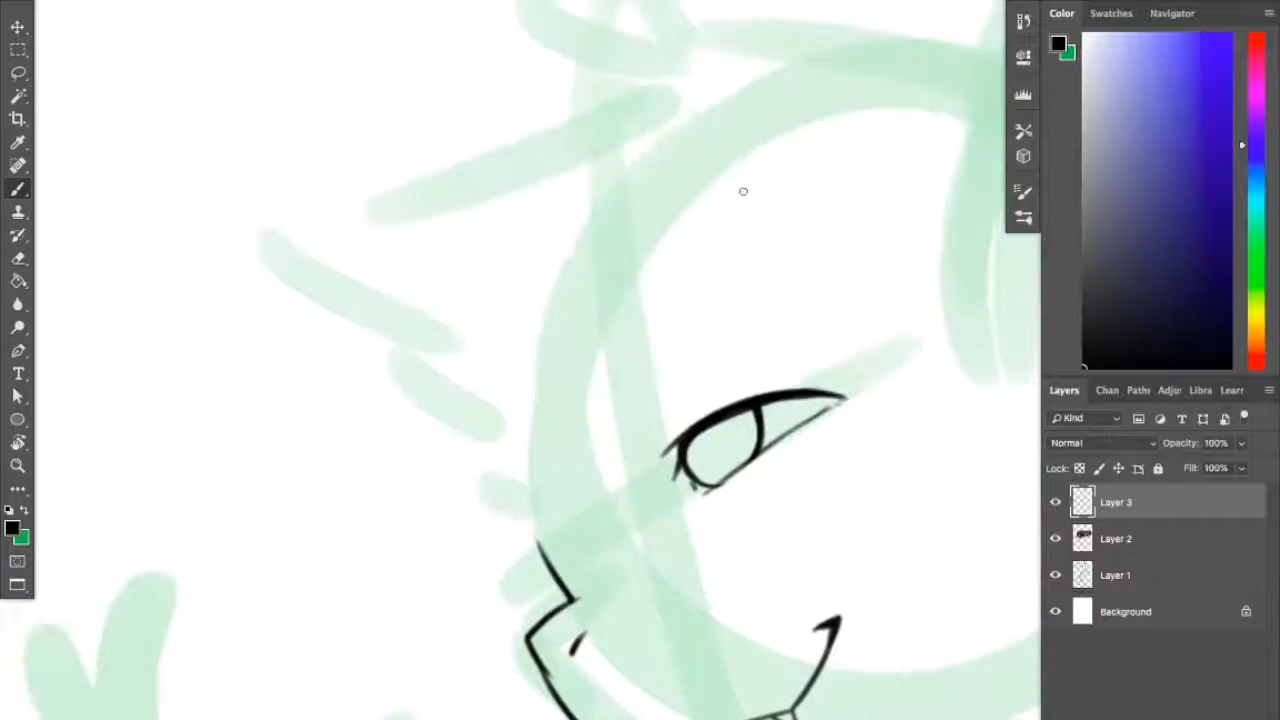 Color Swatches Navigator
Layers Chan Paths Adju Libra Learn
Kind
Normal Opacity: 100%
Lock: Fill: 100%
Layer 3
Layer 2
Layer 1
Background